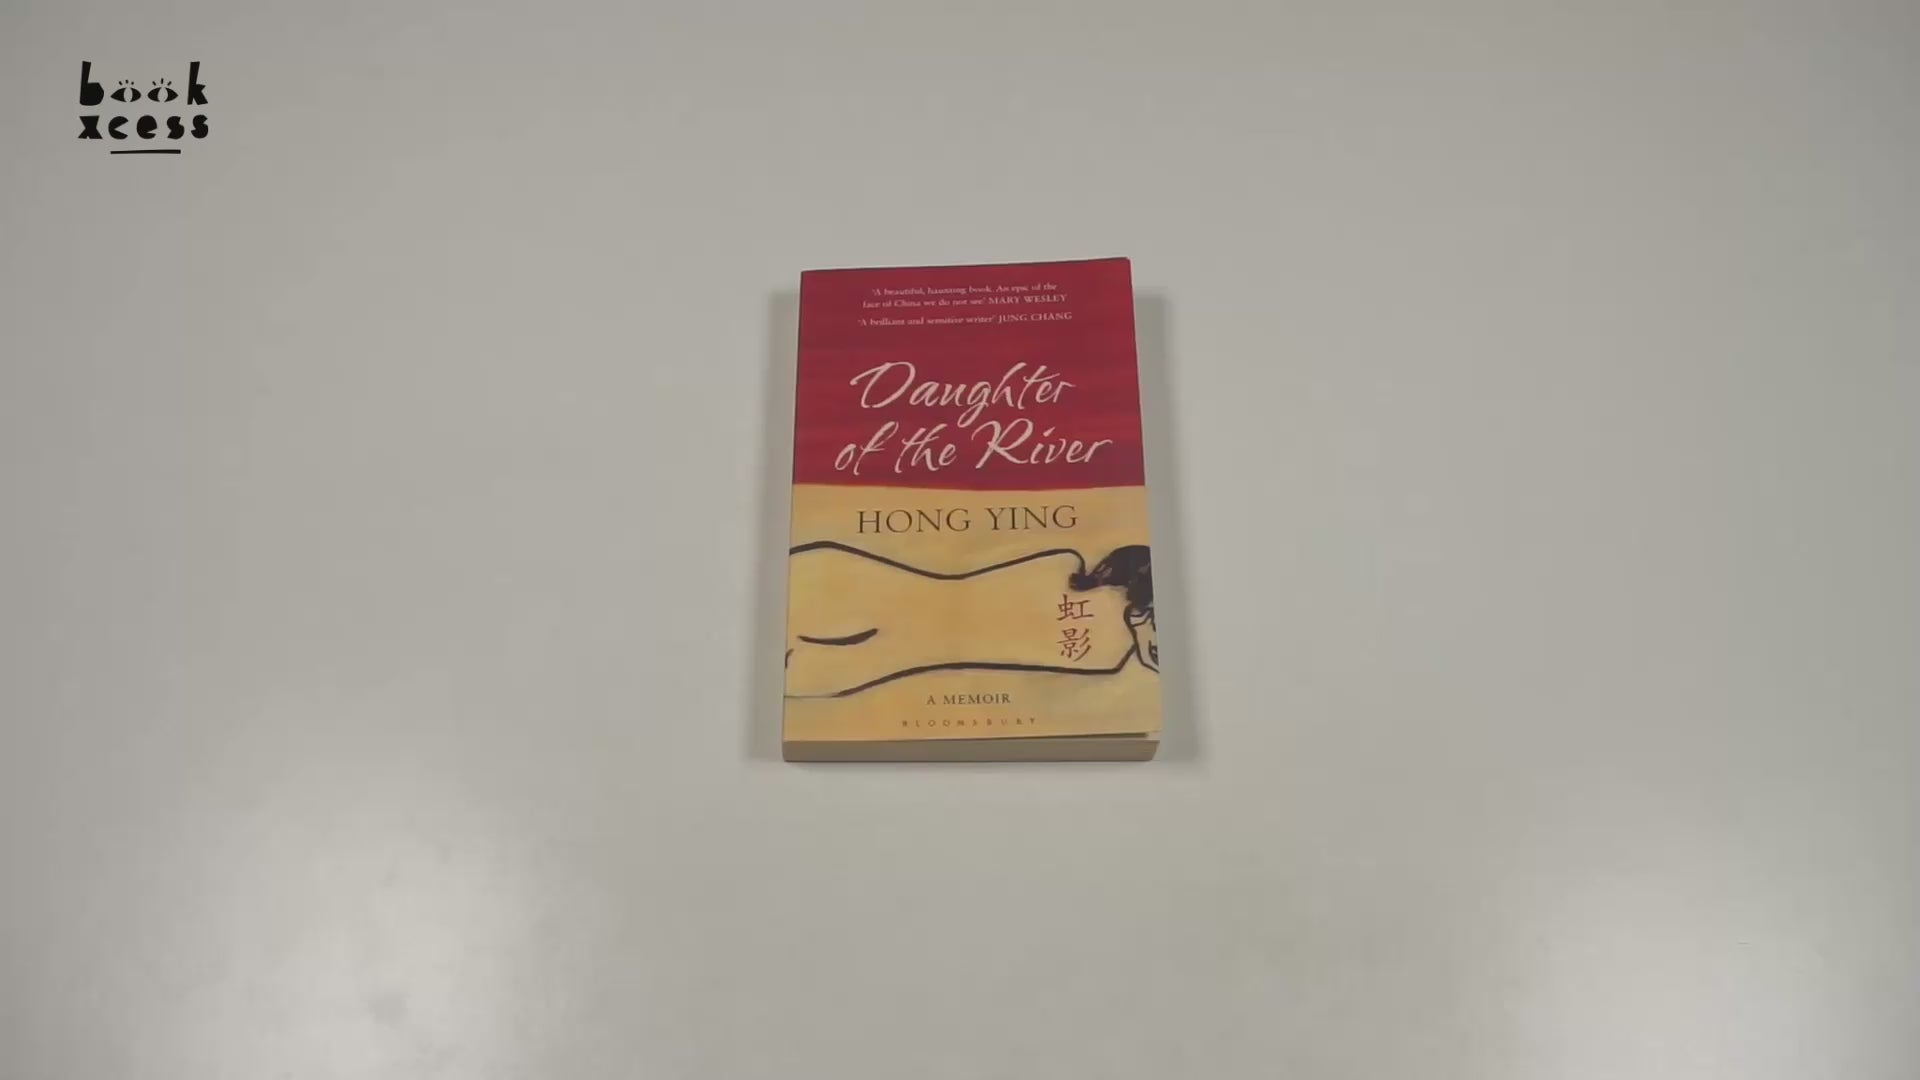 book
xcess
'A beautiful, haunting book. An epic of the
face of China we do not see' MARY WESLEY
'A brilliant and sensitive writer' JUNG CHANG
Daughter
of the River
HONG YING
虹
影
A MEMOIR
BLOOMSBURY